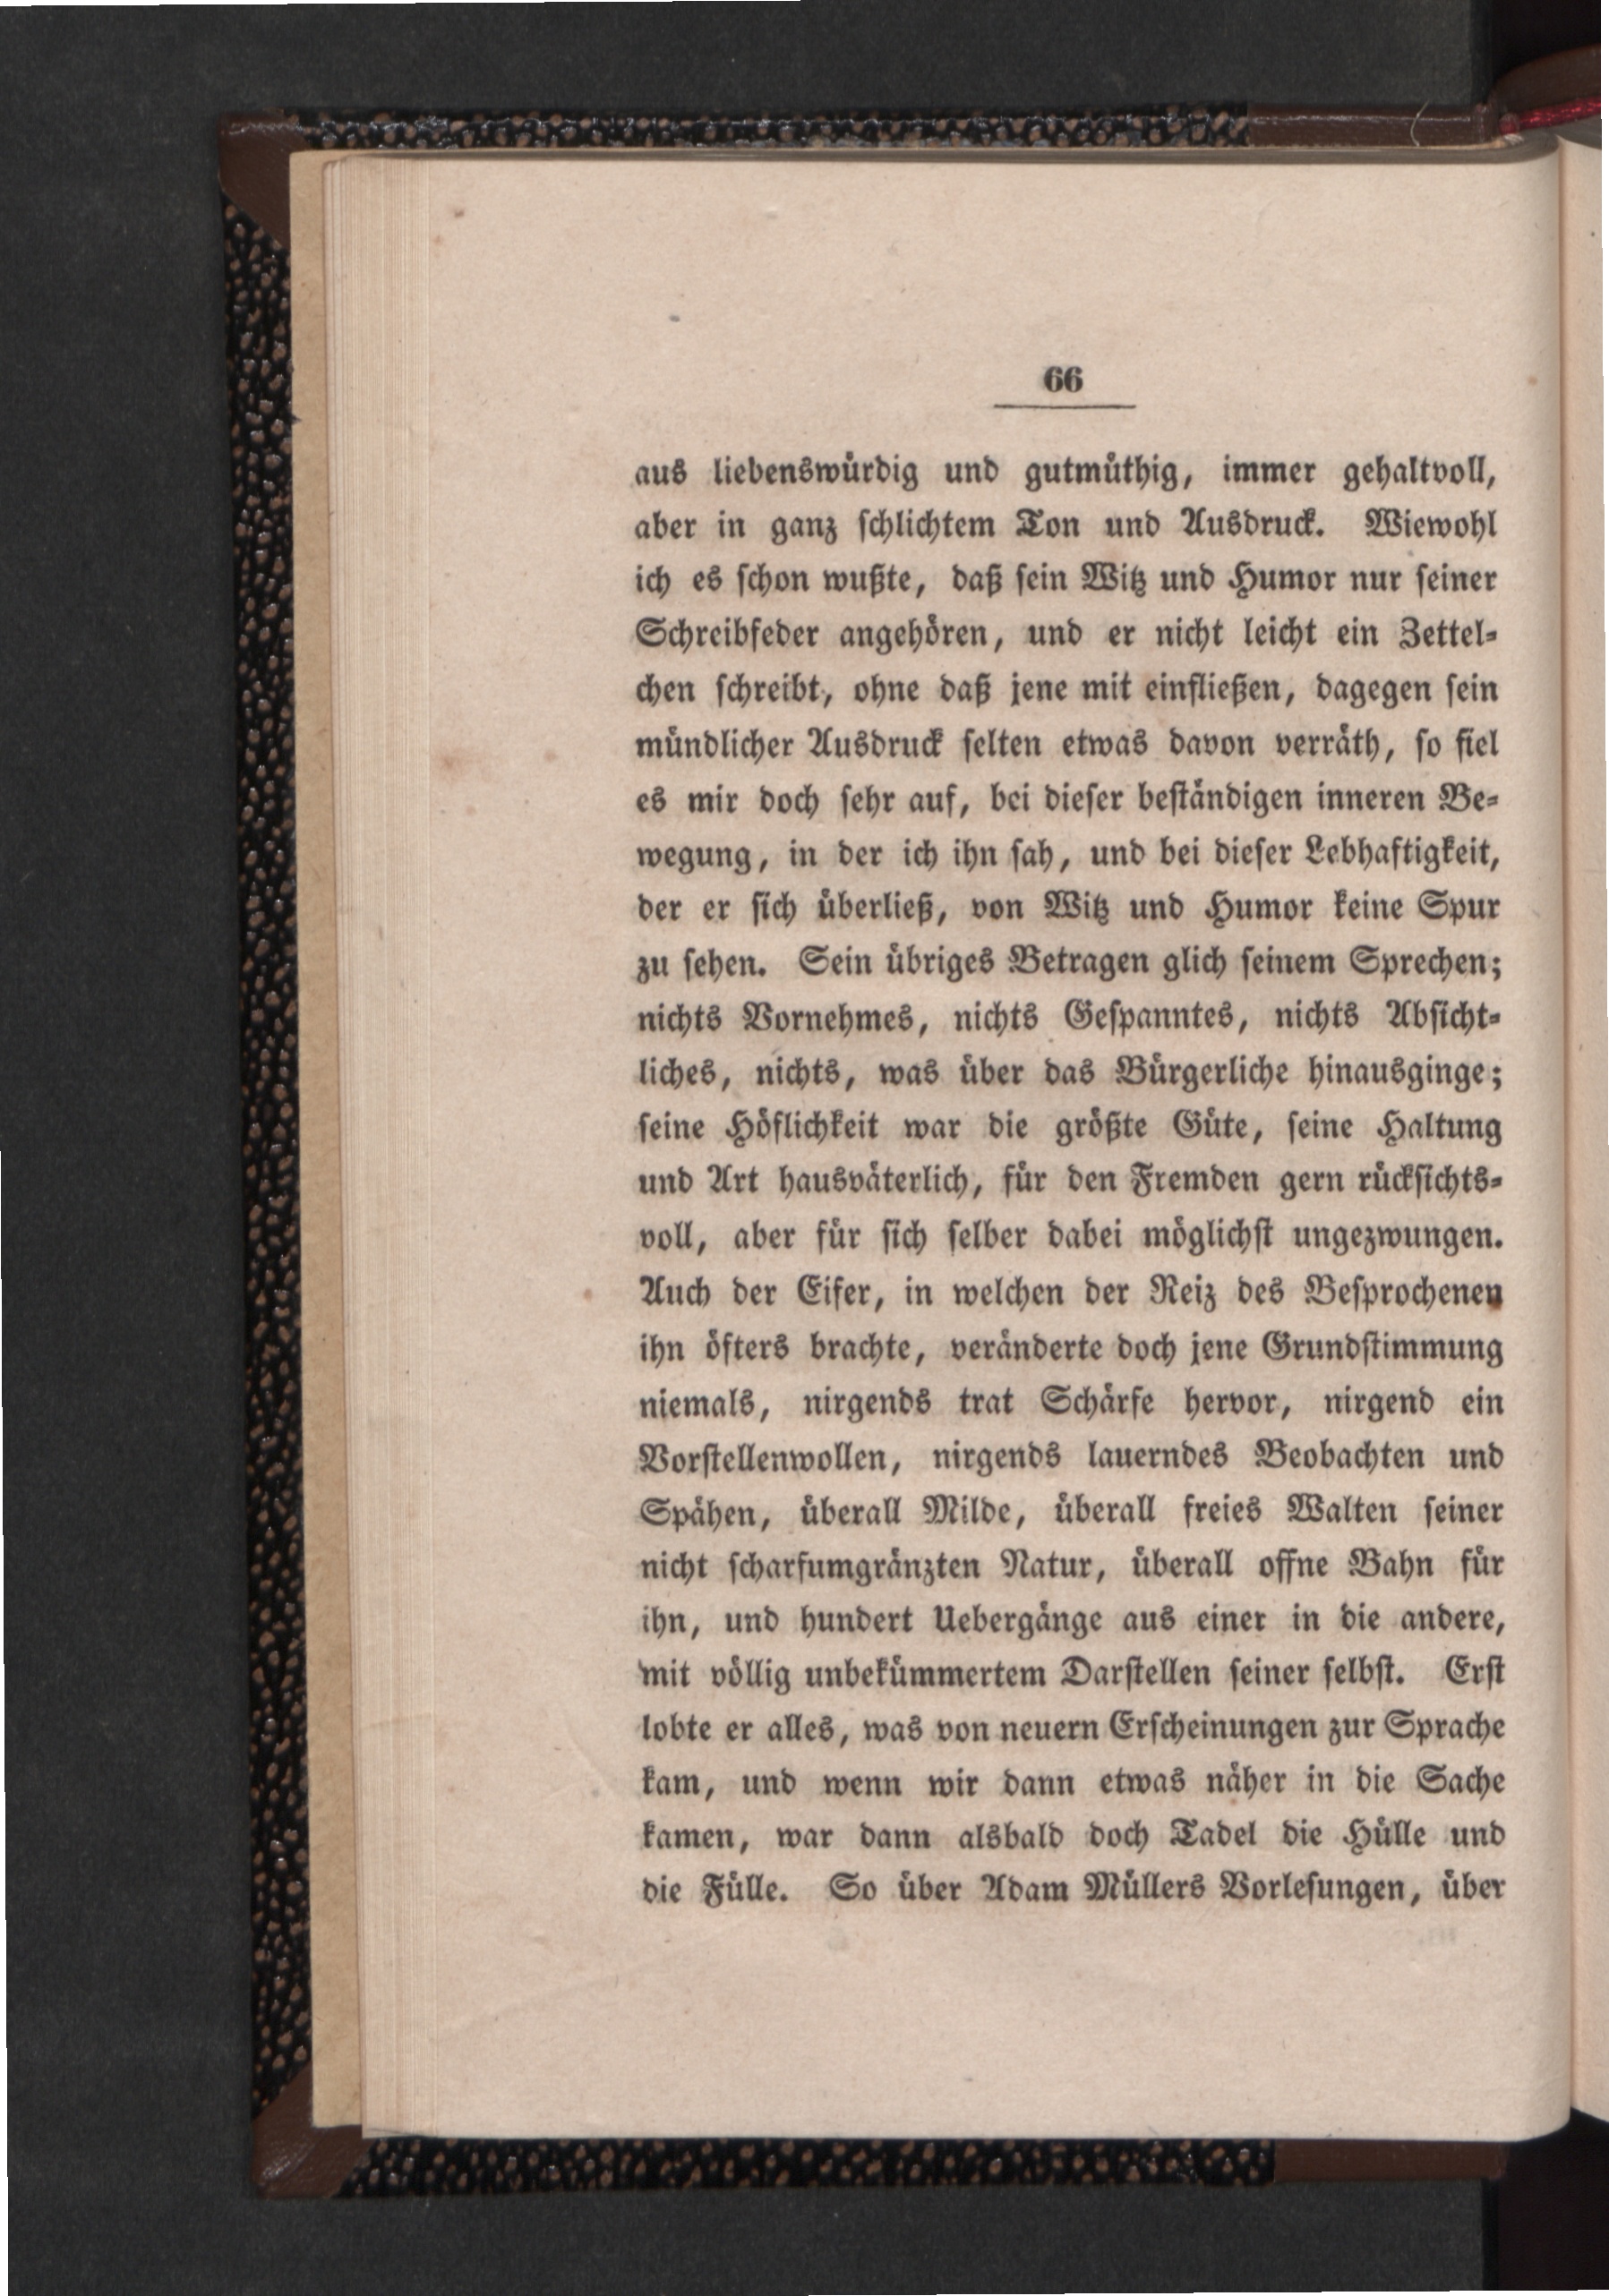 66
aus liebenswürdig und gutmüthig, immer gehaltvoll,
aber in ganz schlichtem Ton und Ausdruck. Wiewohl
ich es schon wußte, daß sein Witz und Humor nur seiner
Schreibfeder angehören, und er nicht leicht ein Zettel-
chen schreibt, ohne daß jene mit einfließen, dagegen sein
mündlicher Ausdruck selten etwas davon verräth, so fiel
es mir doch sehr auf, bei dieser beständigen inneren Be-
wegung, in der ich ihn sah, und bei dieser Lebhaftigkeit,
der er sich überließ, von Witz und Humor keine Spur
zu sehen. Sein übriges Betragen glich seinem Sprechen;
nichts Vornehmes, nichts Gespanntes, nichts Absicht-
liches, nichts, was über das Bürgerliche hinausginge;
seine Höflichkeit war die größte Güte, seine Haltung
und Art hausväterlich, für den Fremden gern rücksichts-
voll, aber für sich selber dabei möglichst ungezwungen.
Auch der Eifer, in welchen der Reiz des Besprochenen
ihn öfters brachte, veränderte doch jene Grundstimmung
niemals, nirgends trat Schärfe hervor, nirgend ein
Vorstellenwollen, nirgends lauerndes Beobachten und
Spähen, überall Milde, überall freies Walten seiner
nicht scharfumgränzten Natur, überall offne Bahn für
ihn, und hundert Uebergänge aus einer in die andere,
mit völlig unbekümmertem Darstellen seiner selbst. Erst
lobte er alles, was von neuern Erscheinungen zur Sprache
kam, und wenn wir dann etwas näher in die Sache
kamen, war dann alsbald doch Tadel die Hülle und
die Fülle. So über Adam Müllers Vorlesungen, über